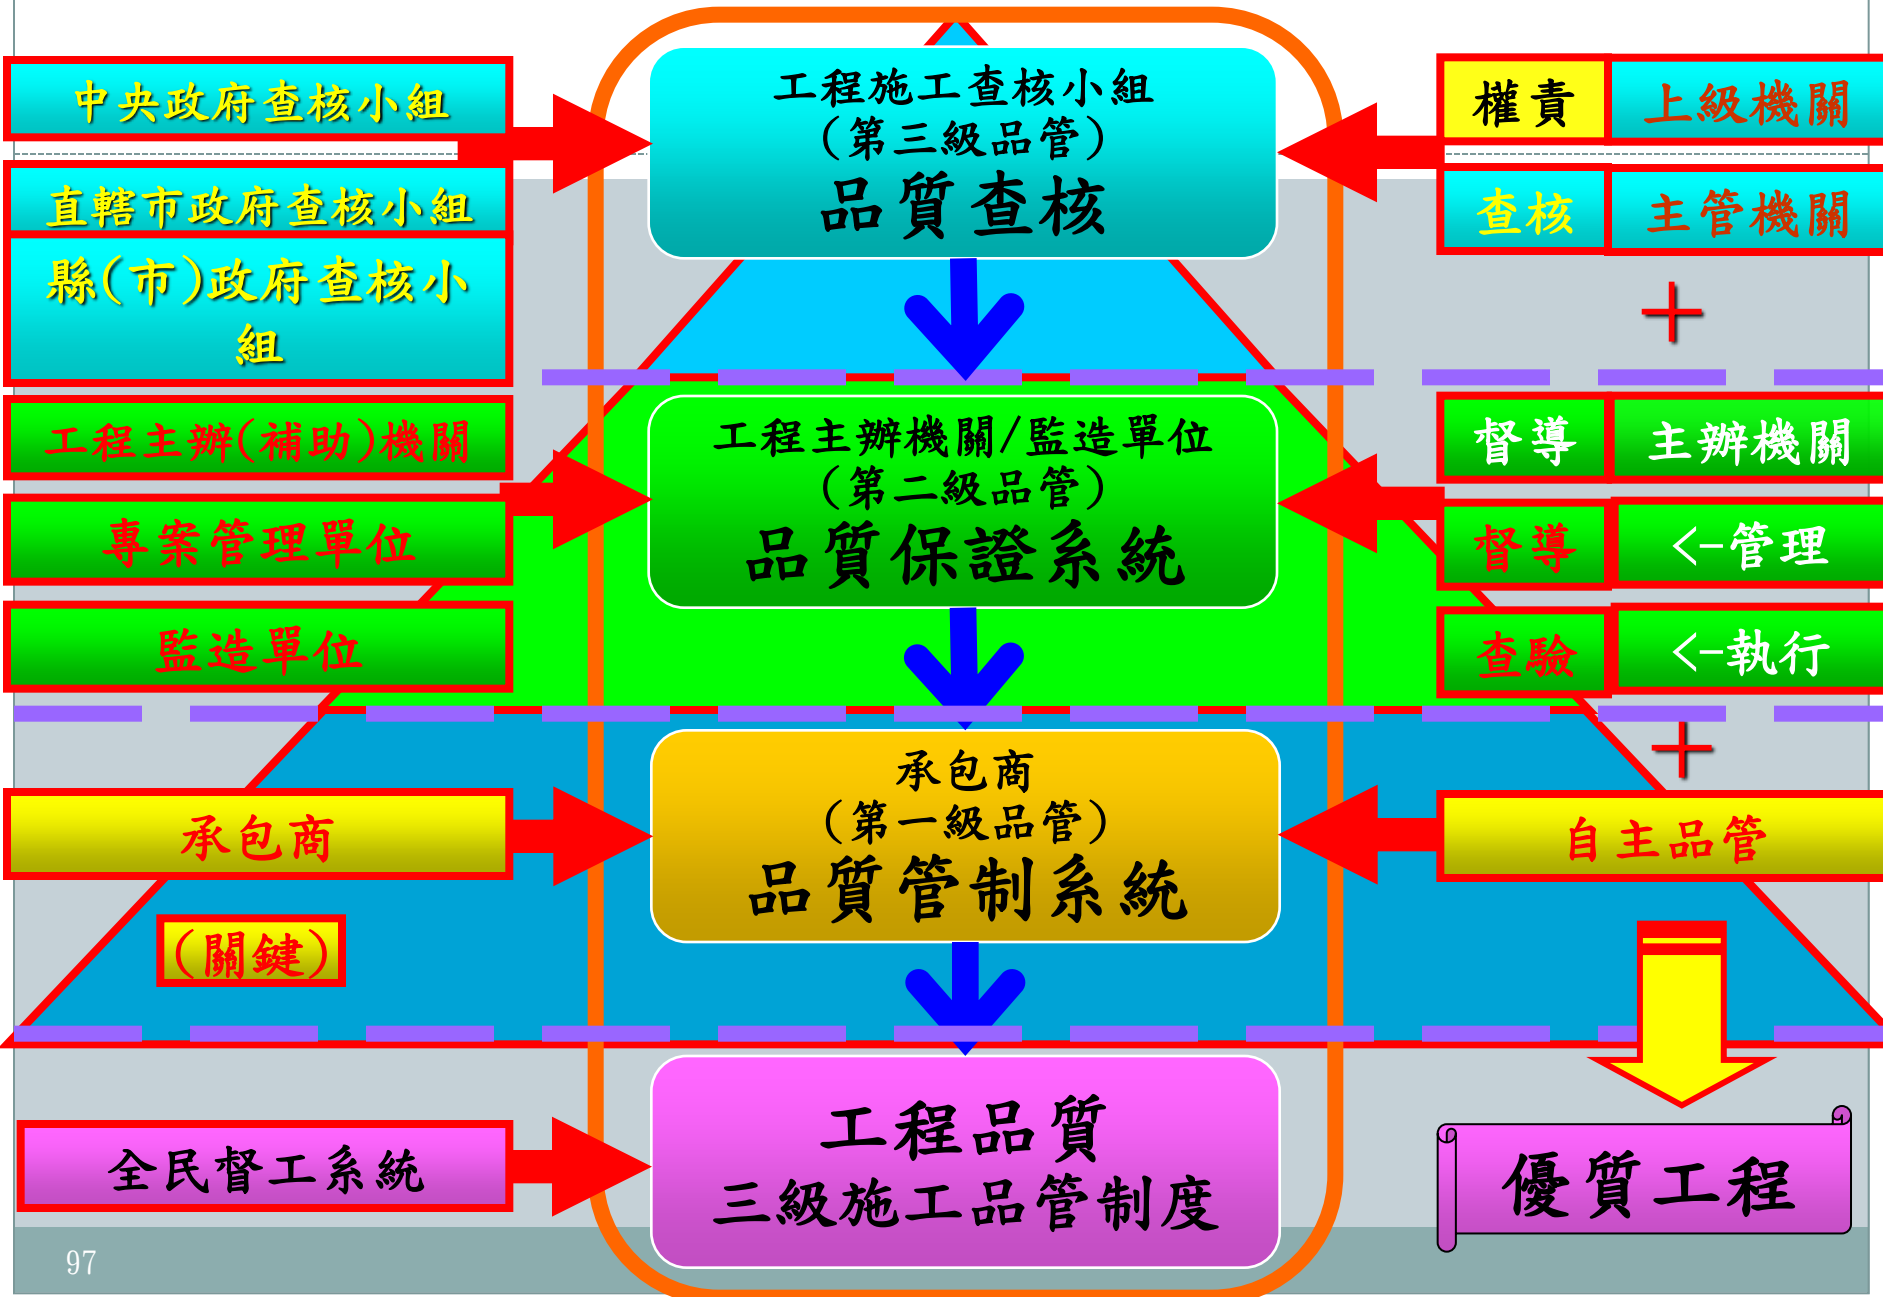 中央政府查核小組
直轄市政府查核小組
縣(市)政府查核小
組
工程主辦(補助)機關
專案管理單位
監造單位
承包商
(關鍵)
全民督工系統
工程施工查核小組
(第三級品管)
品質查核
工程主辦機關/監造單位
(第二級品管)
品質保證系統
承包商
(第一級品管)
品質管制系統
工程品質
三級施工品管制度
權責 上級機關
查核 主管機關
＋
督導 主辦機關
督導 <-管理
查驗 <-執行
＋
自主品管
優質工程
97